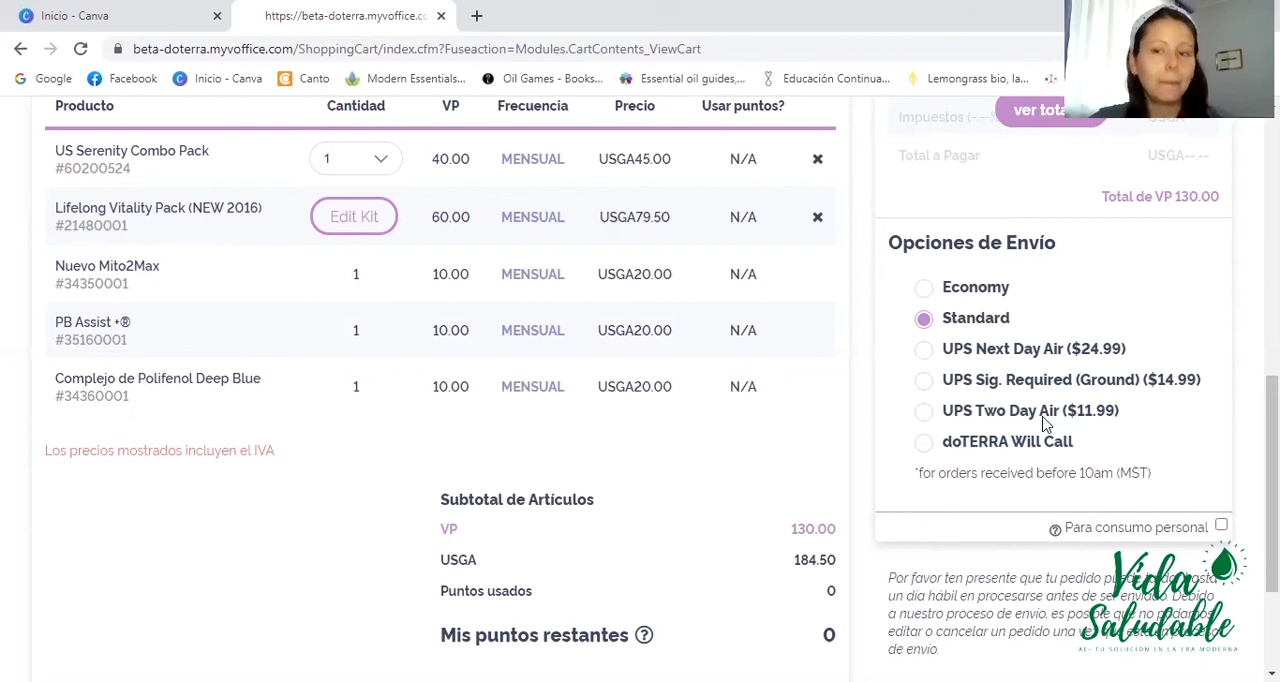 Inicio - Canva
https://beta-doterra.myvoffice.co
beta-doterra.myvoffice.com/ShoppingCart/index.cfm?Fuseaction=Modules.CartContents_ViewCart
Google Facebook Inicio - Canva Canto Modern Essentials... Oil Games - Books... Essential oil guides,... Educación Continua... Lemongrass bio, la...
Producto Cantidad VP Frecuencia Precio Usar puntos?
US Serenity Combo Pack
#60200524
1 40.00 MENSUAL USGA45.00 N/A
Lifelong Vitality Pack (NEW 2016)
#21480001
Edit Kit 60.00 MENSUAL USGA79.50 N/A
Nuevo Mito2Max
#34350001
1 10.00 MENSUAL USGA20.00 N/A
PB Assist +®
#35160001
1 10.00 MENSUAL USGA20.00 N/A
Complejo de Polifenol Deep Blue
#34360001
1 10.00 MENSUAL USGA20.00 N/A
Los precios mostrados incluyen el IVA
Subtotal de Artículos
VP 130.00
USGA 184.50
Puntos usados 0
Mis puntos restantes ? 0
Impuestos
ver
Total a Pagar USGA--.--
Total de VP 130.00
Opciones de Envío
Economy
Standard
UPS Next Day Air ($24.99)
UPS Sig. Required (Ground) ($14.99)
UPS Two Day Air ($11.99)
doTERRA Will Call
*for orders received before 10am (MST)
? Para consumo personal
Por favor ten presente que tu pedido
un día hábil en procesarse antes de ser enviado. Debido
a nuestro proceso de envío, es posible que no podamos
editar o cancelar un pedido una
de envío.
Vida
Saludable
AE- TU SOLUCIÓN EN LA ERA MODERNA